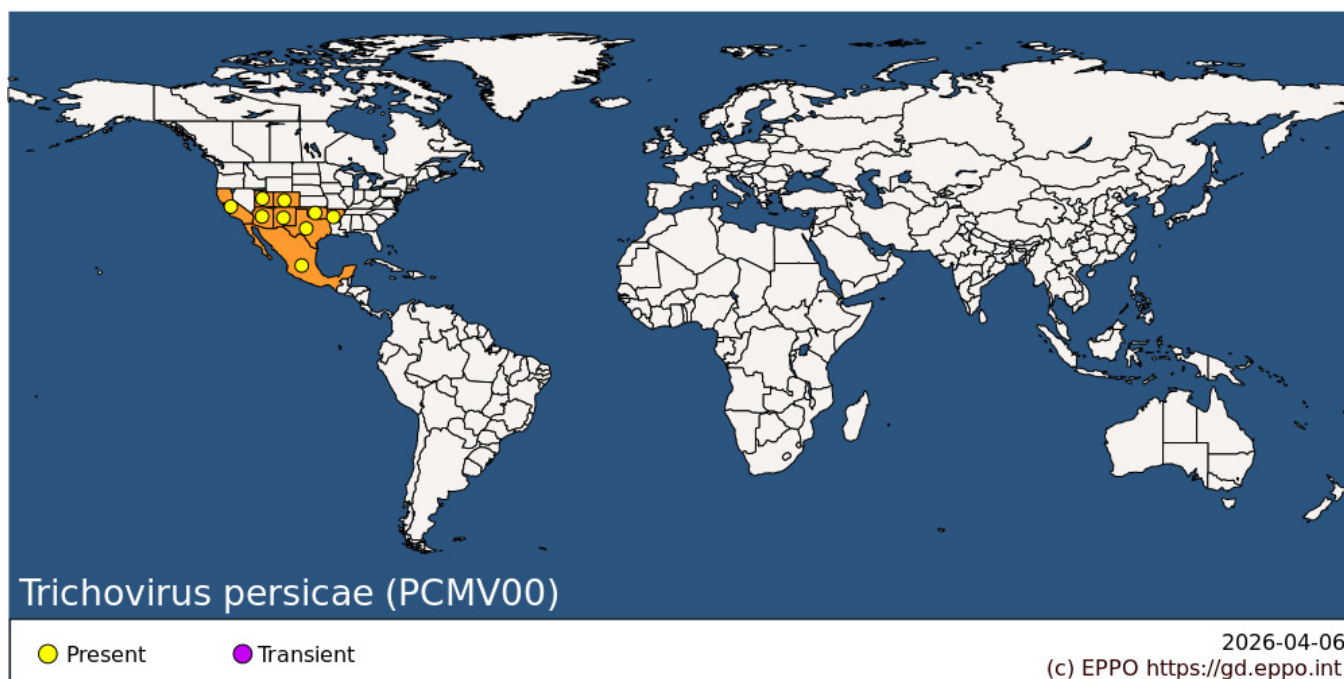 Trichovirus persicae (PCMV00)
Present
Transient
2026-04-06
(c) EPPO https://gd.eppo.int